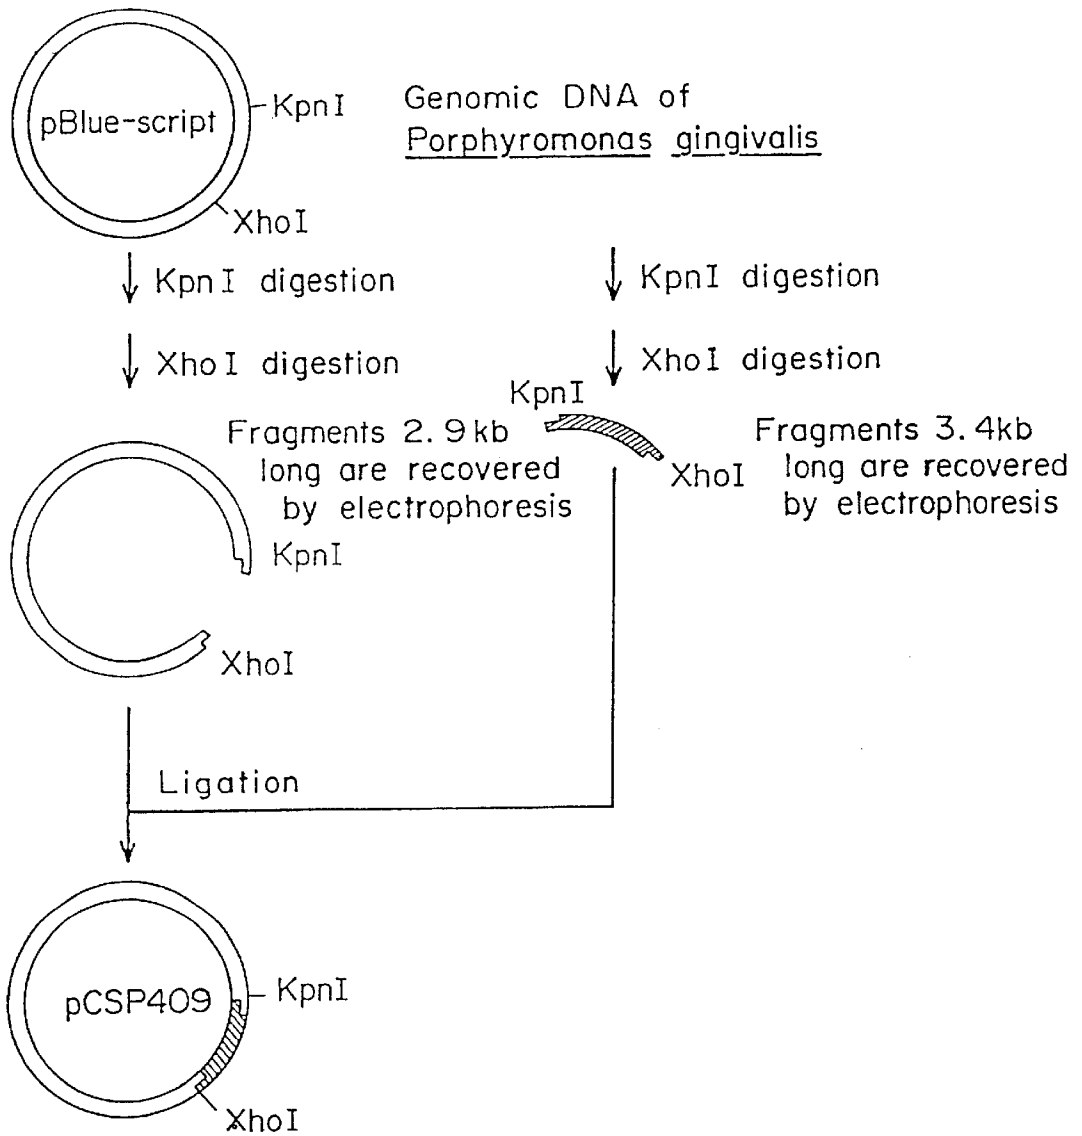 pBlue-script
KpnI
XhoI
Genomic DNA of
Porphyromonas gingivalis
KpnI digestion
XhoI digestion
KpnI digestion
XhoI digestion
Fragments 2.9kb
long are recovered
by electrophoresis
KpnI
XhoI
KpnI
XhoI
Fragments 3.4kb
long are recovered
by electrophoresis
Ligation
pCSP409
KpnI
XhoI